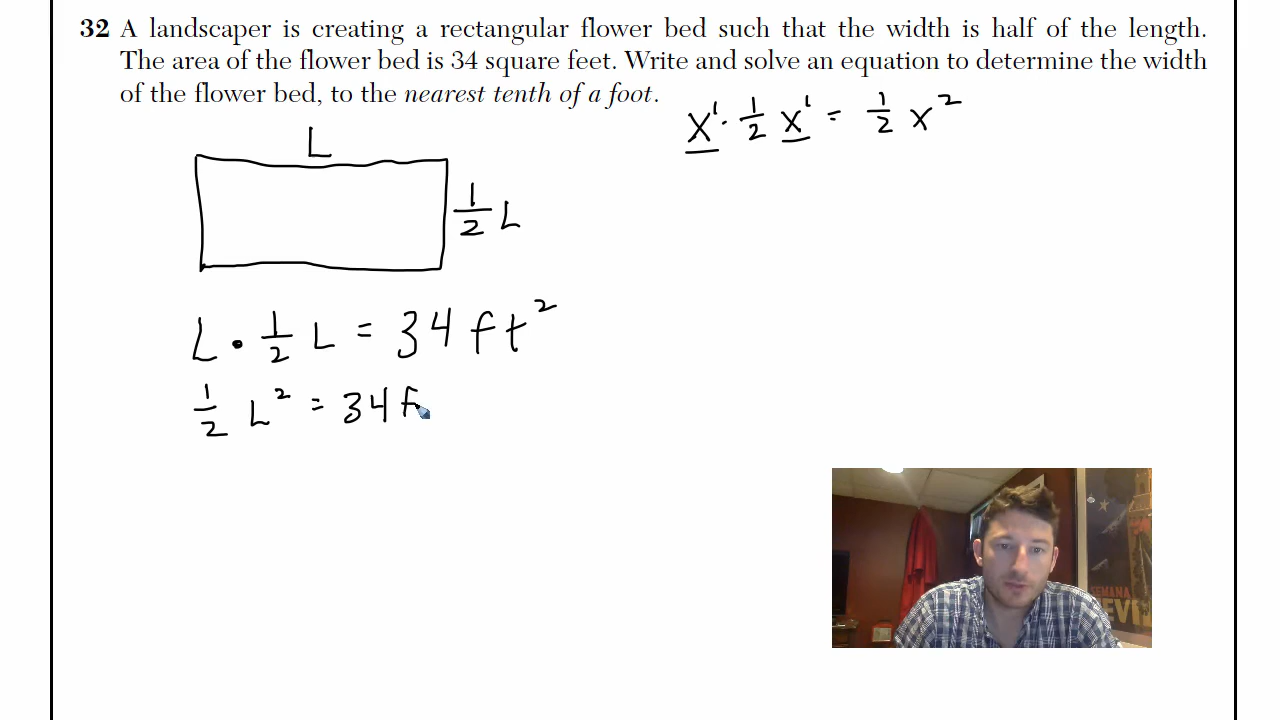 32 A landscaper is creating a rectangular flower bed such that the width is half of the length.
The area of the flower bed is 34 square feet. Write and solve an equation to determine the width
of the flower bed, to the nearest tenth of a foot.
x¹ · 1/2 x¹ = 1/2 x²
L
1/2 L
L • 1/2 L = 34 ft²
1/2 L² = 34 f
EMANA
EVI